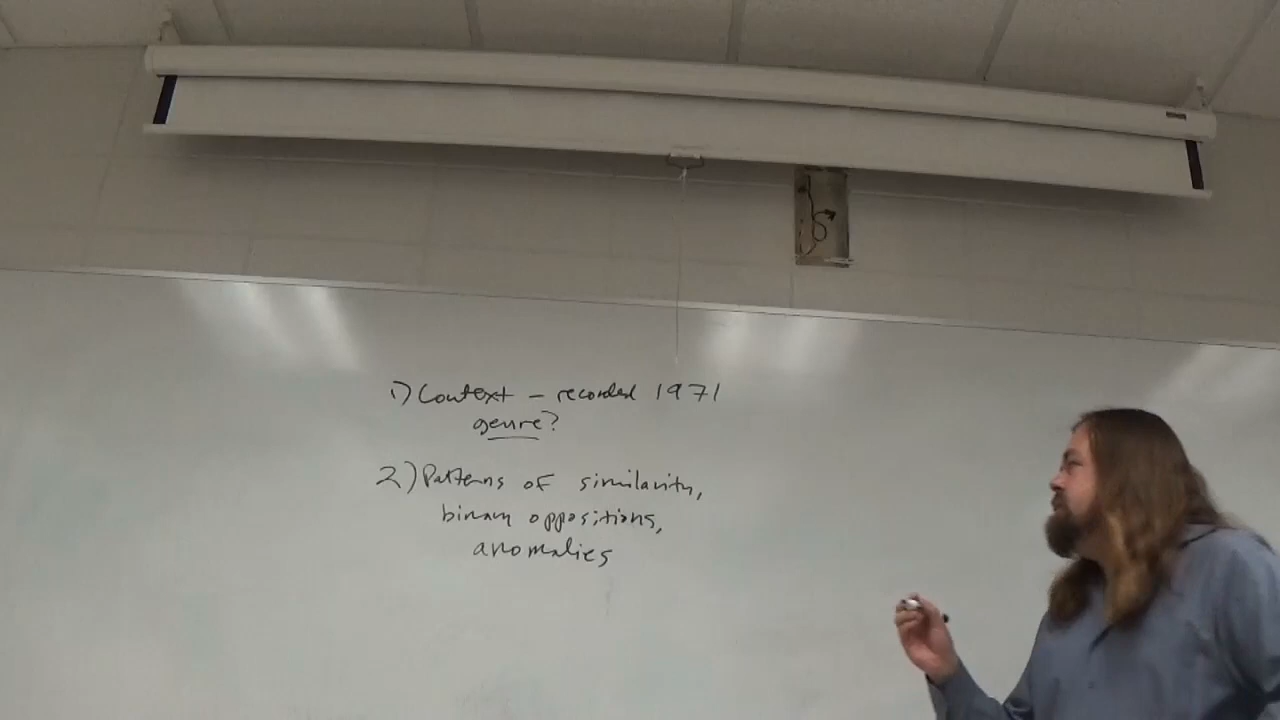 1) Context – recorded 1971
genre?
2) Patterns of similarity,
binary oppositions,
anomalies